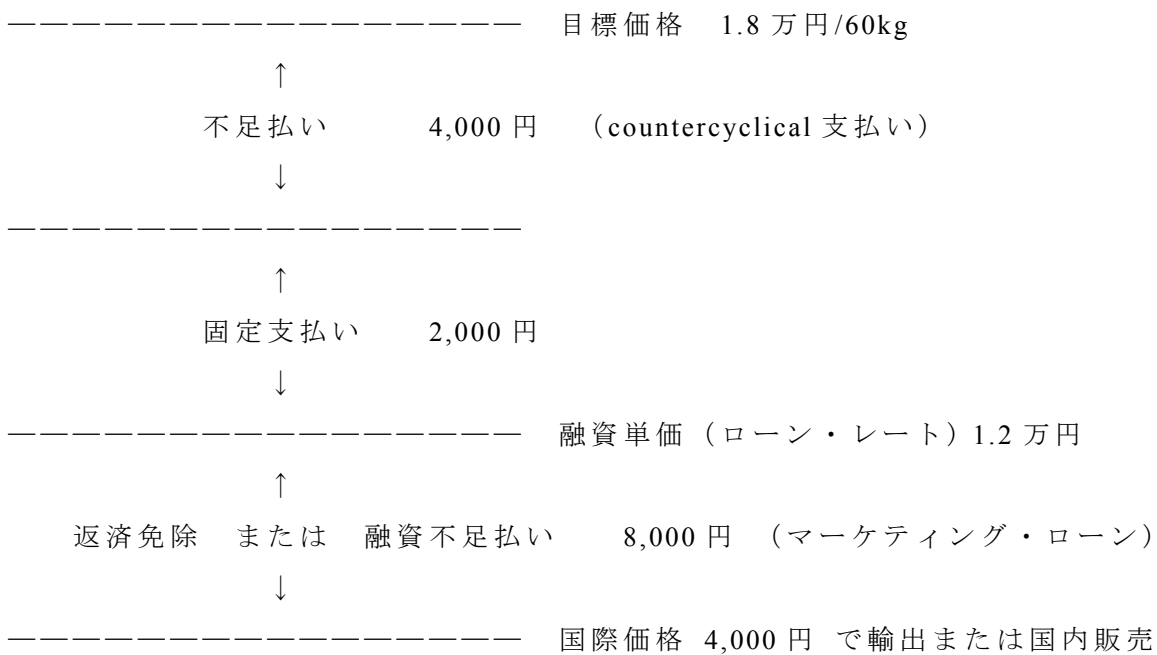 ———————————————— 目標価格 1.8 万円/60kg
↑
不足払い 4,000 円 （countercyclical 支払い）
↓
————————————————
↑
固定支払い 2,000 円
↓
———————————————— 融資単価（ローン・レート）1.2 万円
↑
返済免除 または 融資不足払い 8,000 円 （マーケティング・ローン）
↓
———————————————— 国際価格 4,000 円 で輸出または国内販売